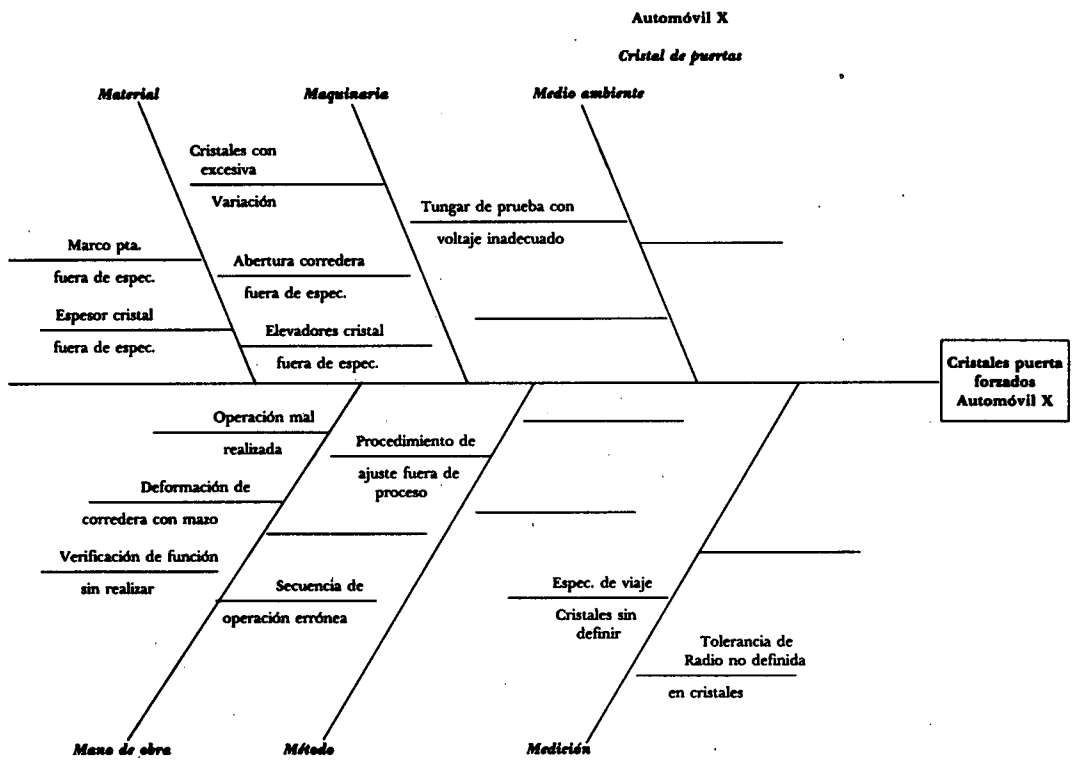 Automóvil X
Cristal de puertas
Material
Maquinaria
Medio ambiente
Cristales con
excesiva
Variación
Tungar de prueba con
voltaje inadecuado
Marco pta.
fuera de espec.
Abertura corredera
fuera de espec.
Espesor cristal
fuera de espec.
Elevadores cristal
fuera de espec.
Cristales puerta
forzados
Automóvil X
Operación mal
realizada
Procedimiento de
ajuste fuera de
proceso
Deformación de
corredera con mazo
Verificación de función
sin realizar
Secuencia de
operación errónea
Espec. de viaje
Cristales sin
definir
Tolerancia de
Radio no definida
en cristales
Mano de obra
Método
Medición